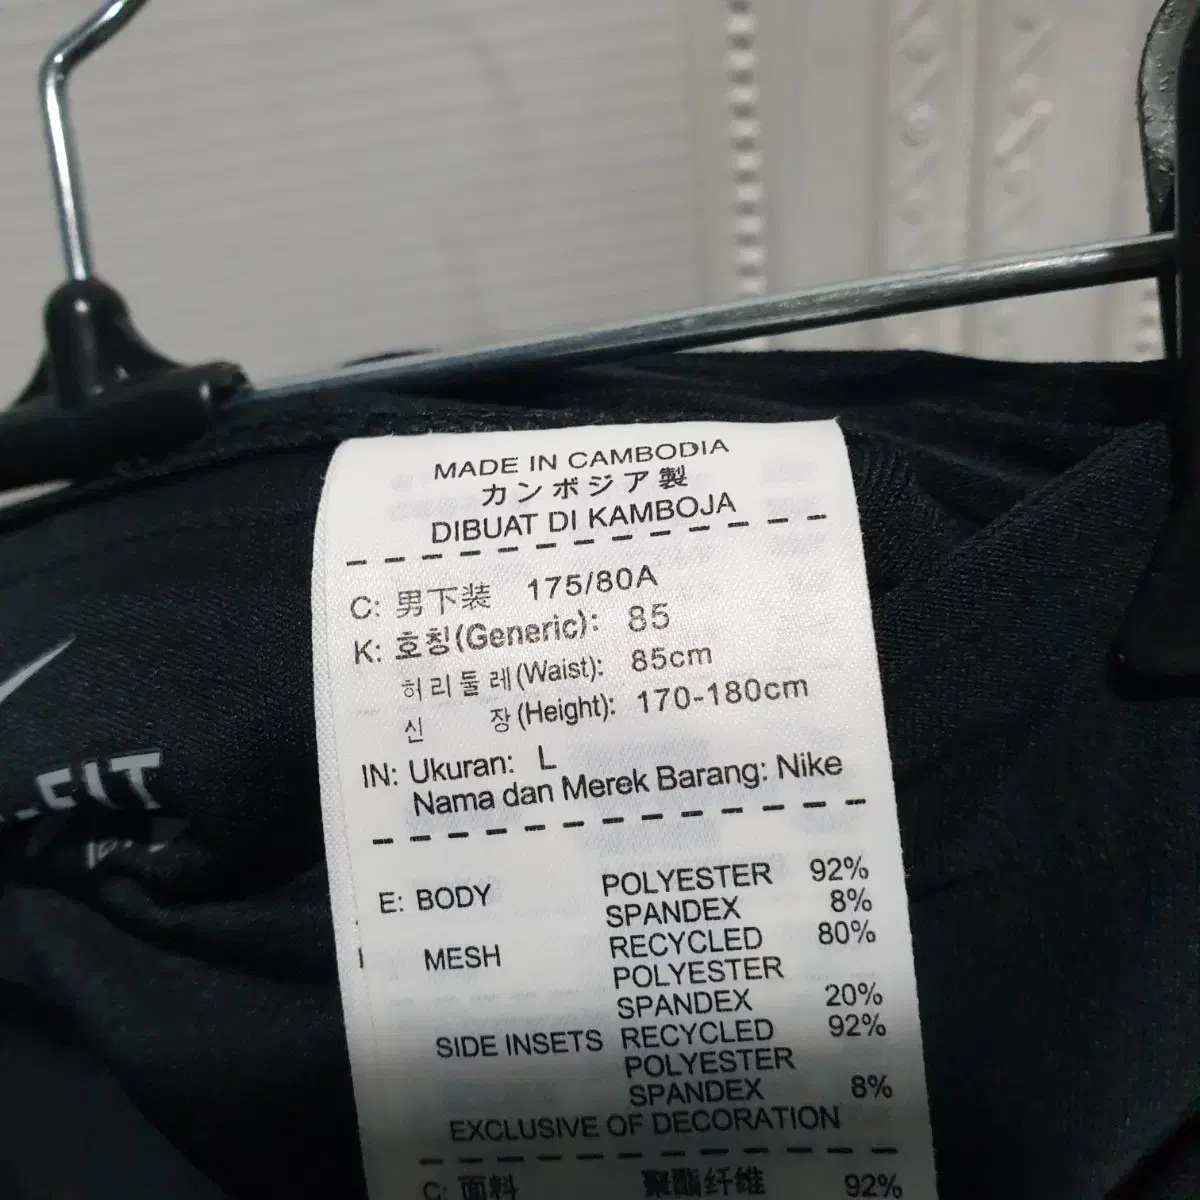 MADE IN CAMBODIA
カンボジア製
DIBUAT DI KAMBOJA
C: 男下装 175/80A
K: 호칭(Generic): 85
허리둘레(Waist): 85cm
신 장(Height): 170-180cm
IN: Ukuran: L
Nama dan Merek Barang: Nike
E: BODY POLYESTER 92%
SPANDEX 8%
MESH RECYCLED 80%
POLYESTER
SPANDEX 20%
SIDE INSETS RECYCLED 92%
POLYESTER
SPANDEX 8%
EXCLUSIVE OF DECORATION
C: 面料 聚酯纤维 92%
-FIT